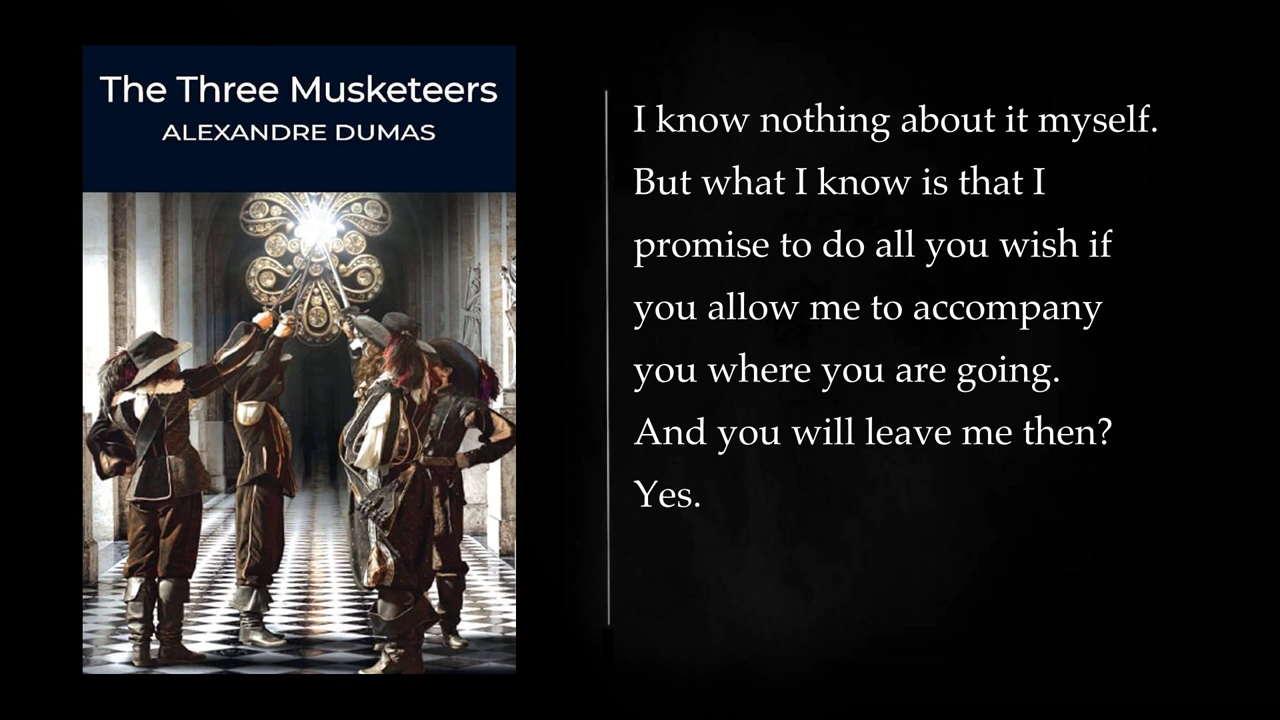 The Three Musketeers
ALEXANDRE DUMAS
I know nothing about it myself.
But what I know is that I
promise to do all you wish if
you allow me to accompany
you where you are going.
And you will leave me then?
Yes.